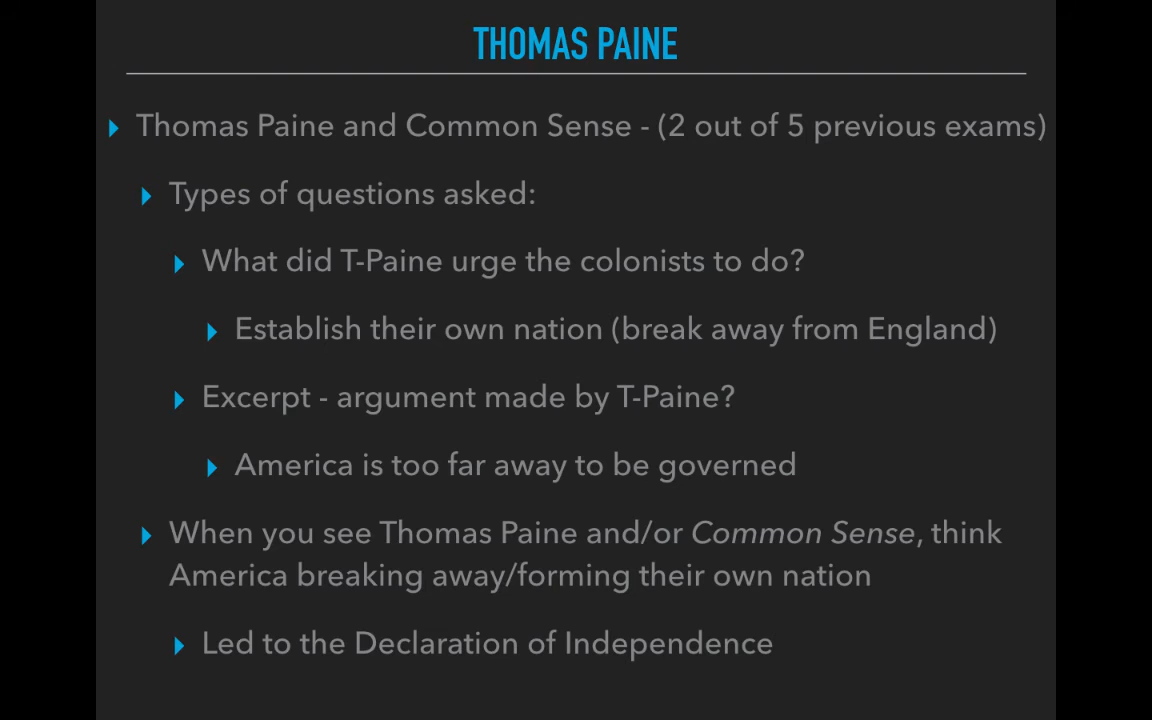 THOMAS PAINE
Thomas Paine and Common Sense - (2 out of 5 previous exams)
Types of questions asked:
What did T-Paine urge the colonists to do?
Establish their own nation (break away from England)
Excerpt - argument made by T-Paine?
America is too far away to be governed
When you see Thomas Paine and/or Common Sense, think
America breaking away/forming their own nation
Led to the Declaration of Independence